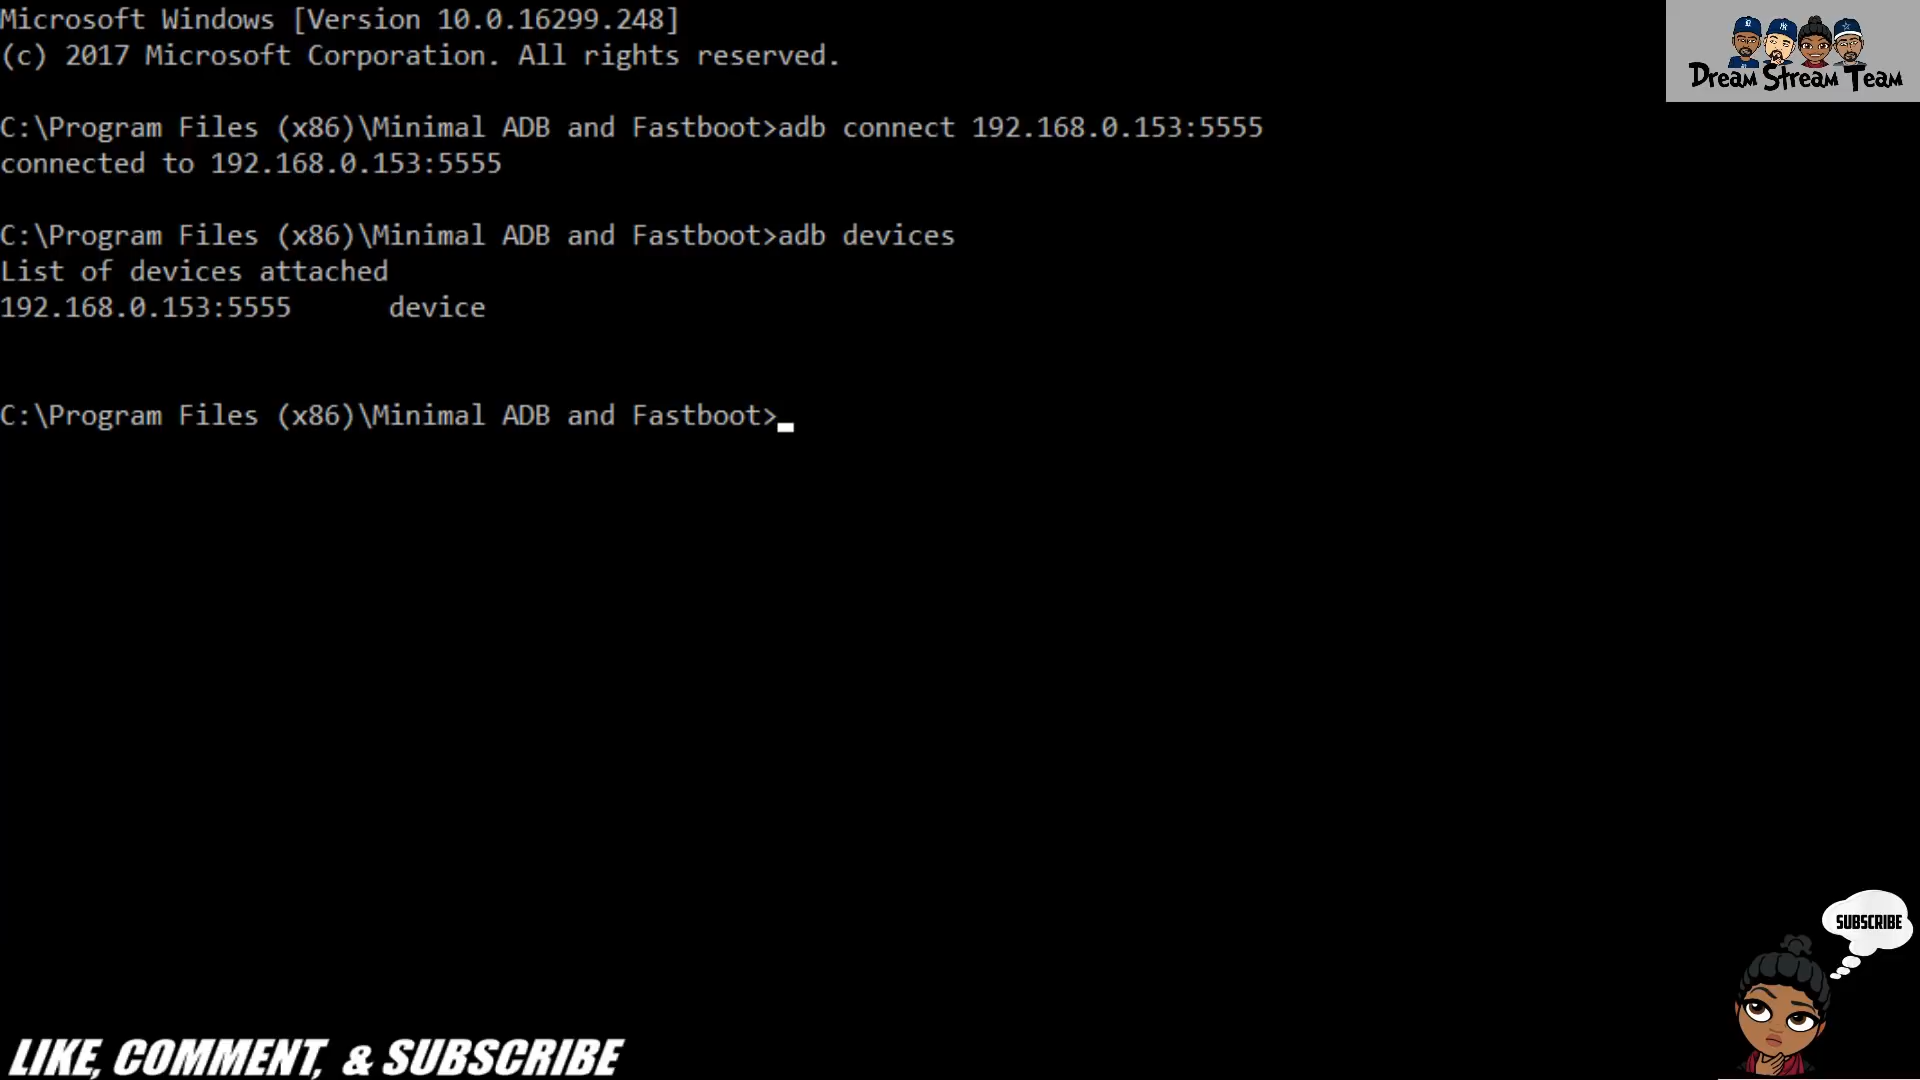 Microsoft Windows [Version 10.0.16299.248]
(c) 2017 Microsoft Corporation. All rights reserved.
C:\Program Files (x86)\Minimal ADB and Fastboot>adb connect 192.168.0.153:5555
connected to 192.168.0.153:5555
C:\Program Files (x86)\Minimal ADB and Fastboot>adb devices
List of devices attached
192.168.0.153:5555      device
C:\Program Files (x86)\Minimal ADB and Fastboot>_
Dream Stream Team
SUBSCRIBE
LIKE, COMMENT, & SUBSCRIBE